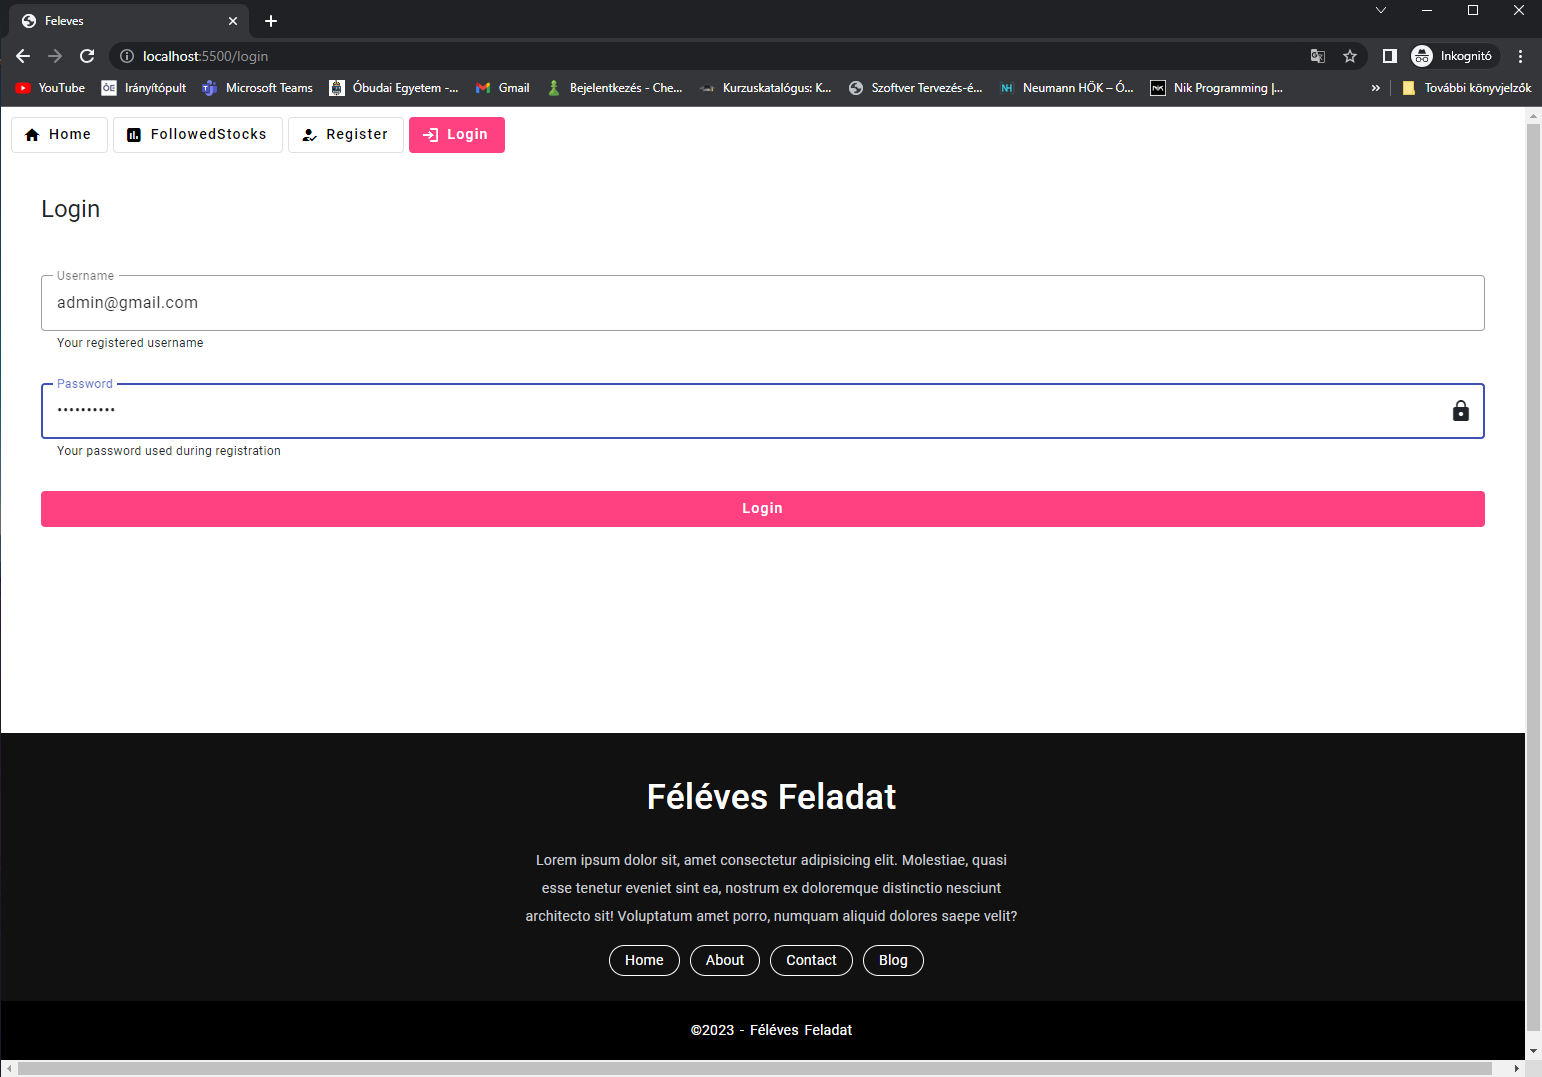 Feleves
localhost:5500/login
Inkognitó
YouTube
Irányítópult
Microsoft Teams
Óbudai Egyetem -...
Gmail
Bejelentkezés - Che...
Kurzuskatalógus: K...
Szoftver Tervezés-é...
NH
Neumann HÖK – Ó...
Nik Programming |...
»
További könyvjelzők
Home
FollowedStocks
Register
Login
Login
Username
admin@gmail.com
Your registered username
Password
••••••••••
Your password used during registration
Login
Féléves Feladat
Lorem ipsum dolor sit, amet consectetur adipisicing elit. Molestiae, quasi
esse tenetur eveniet sint ea, nostrum ex doloremque distinctio nesciunt
architecto sit! Voluptatum amet porro, numquam aliquid dolores saepe velit?
Home
About
Contact
Blog
©2023 - Féléves Feladat